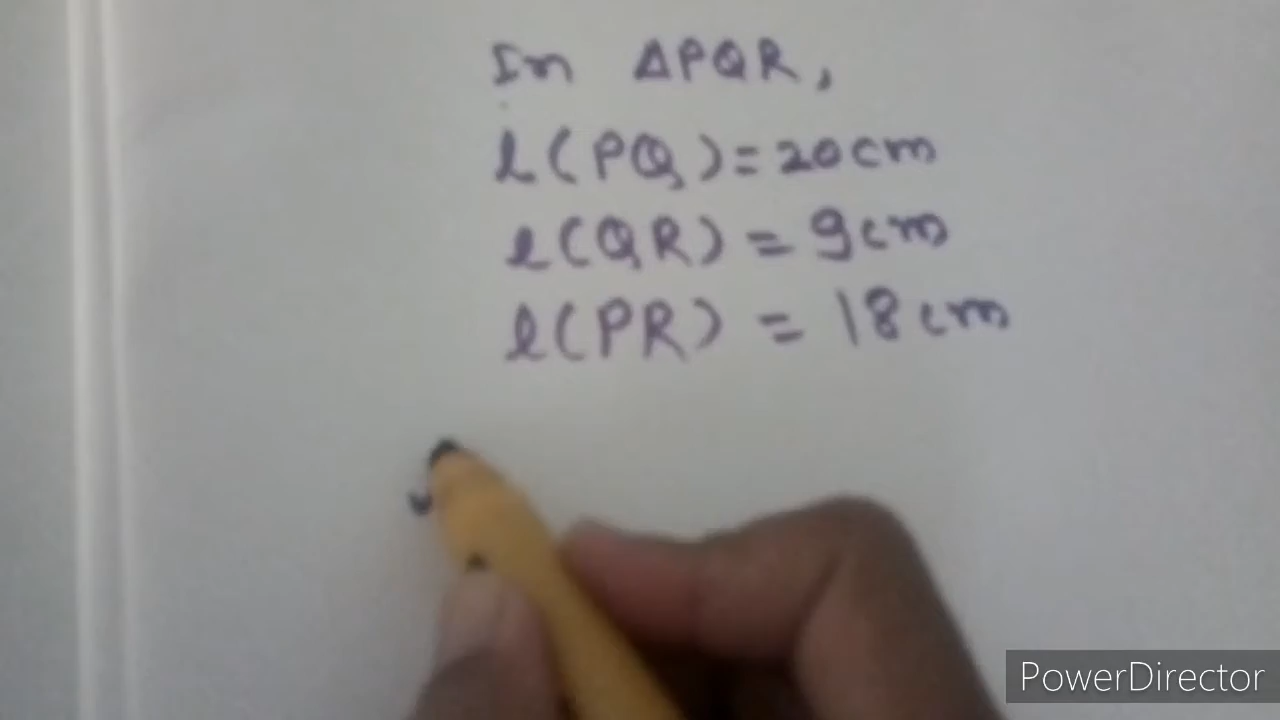 In ΔPQR,
l(PQ)=20cm
l(QR) = 9cm
l(PR) = 18cm
PowerDirector